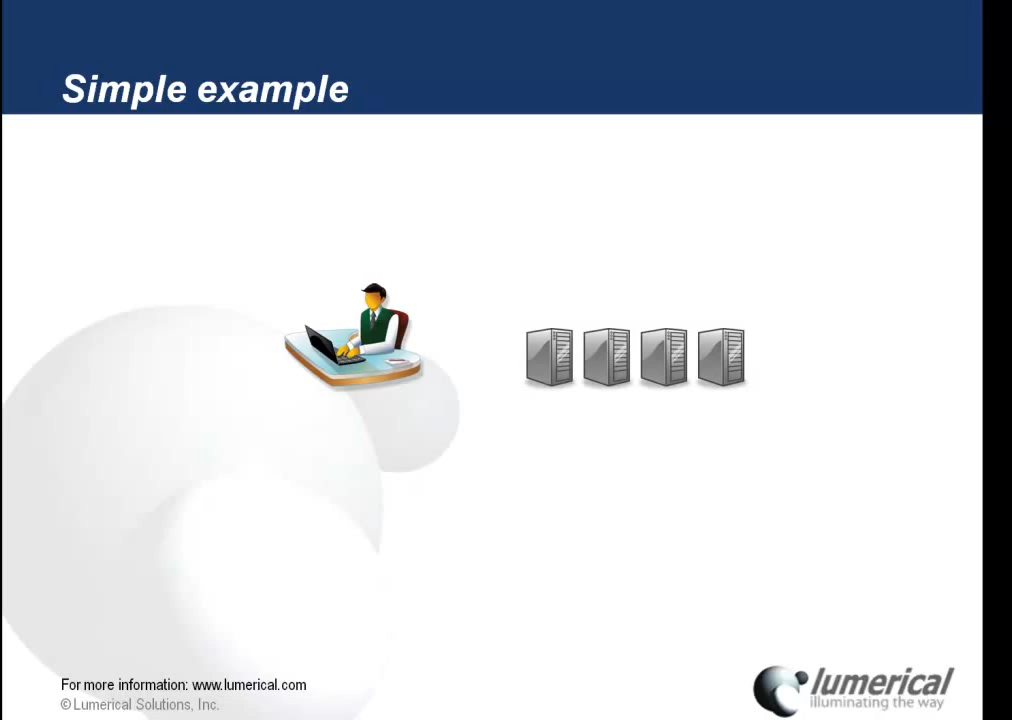 Simple example
For more information: www.lumerical.com
© Lumerical Solutions, Inc.
lumerical
illuminating the way